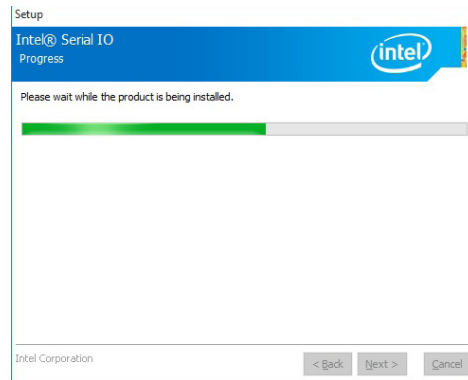 Setup
Intel® Serial IO
Progress
intel
Please wait while the product is being installed.
Intel Corporation
< Back
Next >
Cancel